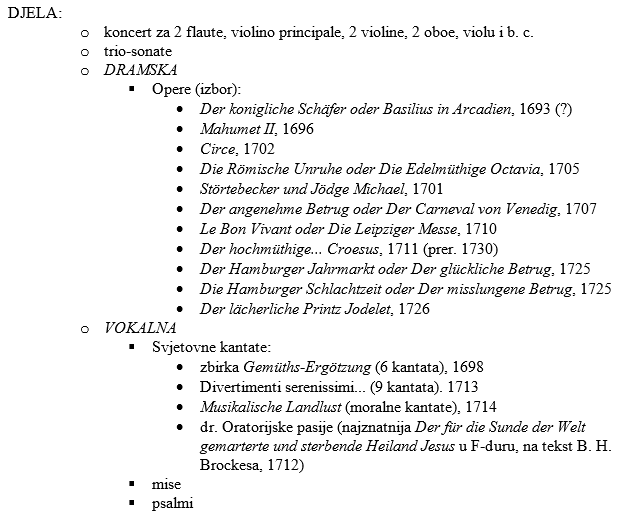 DJELA:
o koncert za 2 flaute, violino principale, 2 violine, 2 oboe, violu i b. c.
o trio-sonate
o DRAMSKA
▪ Opere (izbor):
• Der konigliche Schäfer oder Basilius in Arcadien, 1693 (?)
• Mahumet II, 1696
• Circe, 1702
• Die Römische Unruhe oder Die Edelmüthige Octavia, 1705
• Störtebecker und Jödge Michael, 1701
• Der angenehme Betrug oder Der Carneval von Venedig, 1707
• Le Bon Vivant oder Die Leipziger Messe, 1710
• Der hochmüthige... Croesus, 1711 (prer. 1730)
• Der Hamburger Jahrmarkt oder Der glückliche Betrug, 1725
• Die Hamburger Schlachtzeit oder Der misslungene Betrug, 1725
• Der lächerliche Printz Jodelet, 1726
o VOKALNA
▪ Svjetovne kantate:
• zbirka Gemüths-Ergötzung (6 kantata), 1698
• Divertimenti serenissimi... (9 kantata). 1713
• Musikalische Landlust (moralne kantate), 1714
• dr. Oratorijske pasije (najznatnija Der für die Sunde der Welt
gemarterte und sterbende Heiland Jesus u F-duru, na tekst B. H.
Brockesa, 1712)
▪ mise
▪ psalmi